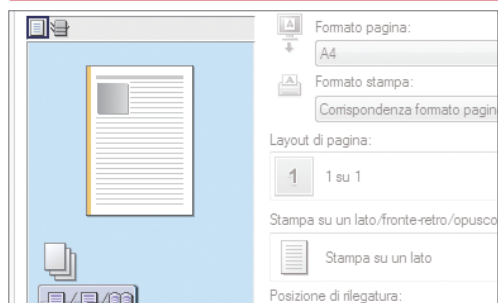 Formato pagina:
A4
Formato stampa:
Corrispondenza formato pagin
Layout di pagina:
1 1 su 1
Stampa su un lato/fronte-retro/opusco
Stampa su un lato
Posizione di rilegatura: